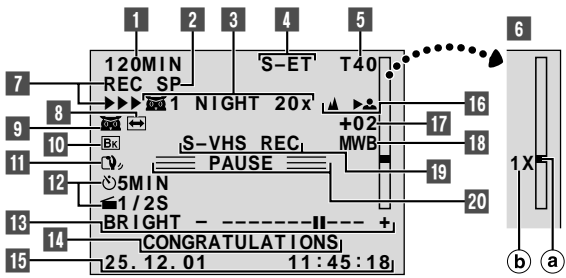 1 2 3 4 5 6
120MIN S-ET T40
7 REC SP
8 1 NIGHT 20x 16
9 +02 17
10 BK MWB 18
S-VHS REC 19
11 PAUSE 20
1X
12 5MIN
1/2S
13 BRIGHT - --------▮▮--- +
14 CONGRATULATIONS b a
15 25.12.01 11:45:18